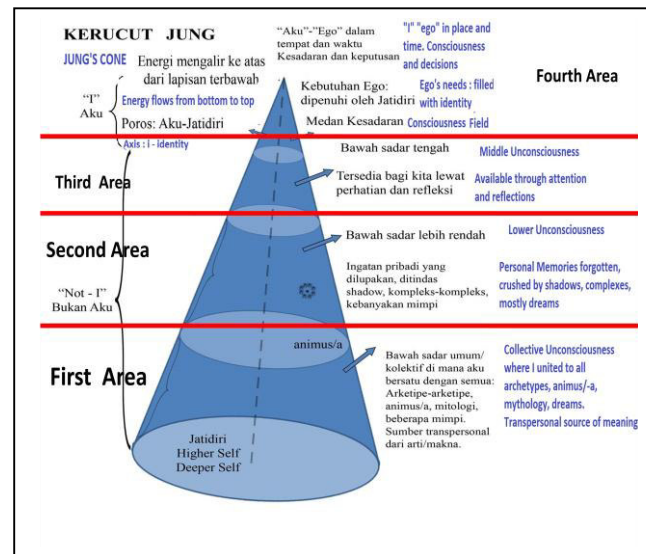 KERUCUT JUNG
JUNG'S CONE
Energi mengalir ke atas
dari lapisan terbawah
"I"
Aku
Energy flows from bottom to top
Poros: Aku-Jatidiri
Axis : i - identity
"Aku"-"Ego" dalam
tempat dan waktu
Kesadaran dan keputusan
"I" "ego" in place and
time. Consciousness
and decisions
Fourth Area
Kebutuhan Ego:
dipenuhi oleh Jatidiri
Ego's needs : filled
with identity
Medan Kesadaran
Consciousness Field
Third Area
Bawah sadar tengah
Middle Unconsciousness
Tersedia bagi kita lewat
perhatian dan refleksi
Available through attention
and reflections
Second Area
"Not - I"
Bukan Aku
Bawah sadar lebih rendah
Lower Unconsciousness
Ingatan pribadi yang
dilupakan, ditindas
shadow, kompleks-kompleks,
kebanyakan mimpi
Personal Memories forgotten,
crushed by shadows, complexes,
mostly dreams
First Area
animus/a
Bawah sadar umum/
kolektif di mana aku
bersatu dengan semua:
Arketipe-arketipe,
animus/a, mitologi,
beberapa mimpi.
Sumber transpersonal
dari arti/makna.
Collective Unconsciousness
where I united to all
archetypes, animus/-a,
mythology, dreams.
Transpersonal source of meaning
Jatidiri
Higher Self
Deeper Self